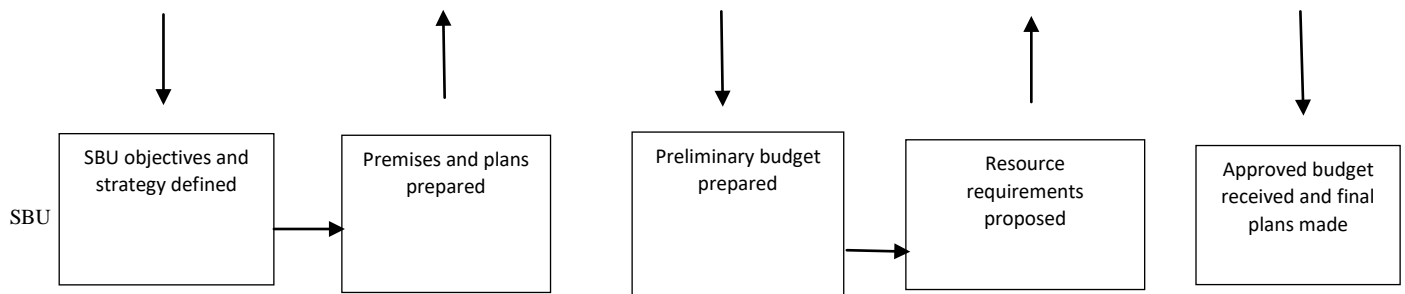 SBU
SBU objectives and
strategy defined
Premises and plans
prepared
Preliminary budget
prepared
Resource
requirements
proposed
Approved budget
received and final
plans made